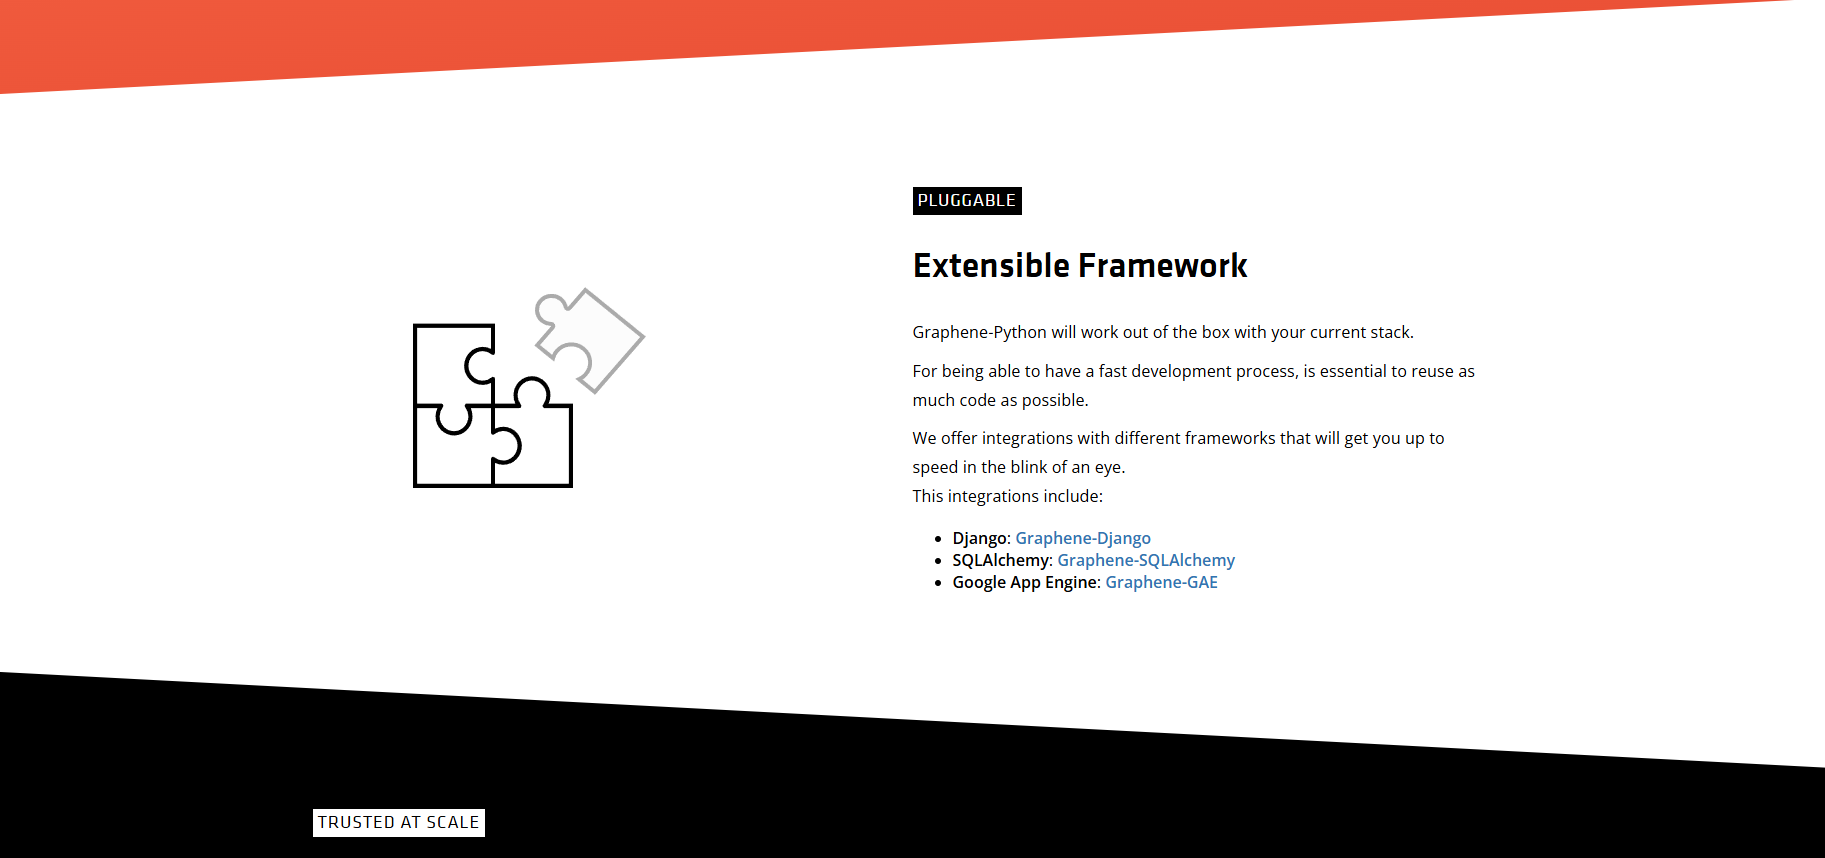 PLUGGABLE
Extensible Framework
Graphene-Python will work out of the box with your current stack.
For being able to have a fast development process, is essential to reuse as
much code as possible.
We offer integrations with different frameworks that will get you up to
speed in the blink of an eye.
This integrations include:
Django: Graphene-Django
SQLAlchemy: Graphene-SQLAlchemy
Google App Engine: Graphene-GAE
TRUSTED AT SCALE